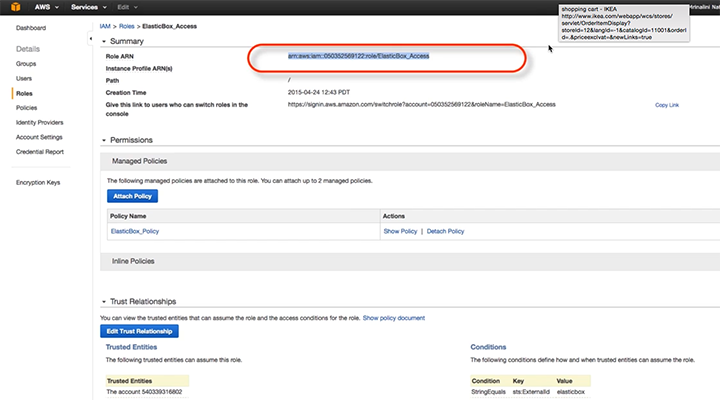 AWS Services Edit Mrinalini Nat
shopping cart - IKEA
http://www.ikea.com/webapp/wcs/stores/
servlet/OrderItemDisplay?
storeId=12&langId=-1&catalogId=11001&orderI
d=.&priceexclvat=&newLinks=true
IAM > Roles > ElasticBox_Access
Dashboard
Details
Groups
Users
Roles
Policies
Identity Providers
Account Settings
Credential Report
Encryption Keys
Summary
Role ARN arn:aws:iam::050352569122:role/ElasticBox_Access
Instance Profile ARN(s)
Path /
Creation Time 2015-04-24 12:43 PDT
Give this link to users who can switch roles in the console https://signin.aws.amazon.com/switchrole?account=050352569122&roleName=ElasticBox_Access Copy Link
Permissions
Managed Policies
The following managed policies are attached to this role. You can attach up to 2 managed policies.
Attach Policy
Policy Name Actions
ElasticBox_Policy Show Policy | Detach Policy
Inline Policies
Trust Relationships
You can view the trusted entities that can assume the role and the access conditions for the role. Show policy document
Edit Trust Relationship
Trusted Entities
The following trusted entities can assume this role.
Trusted Entities
The account 540339316802
Conditions
The following conditions define how and when trusted entities can assume the role.
Condition Key Value
StringEquals sts:ExternalId elasticbox